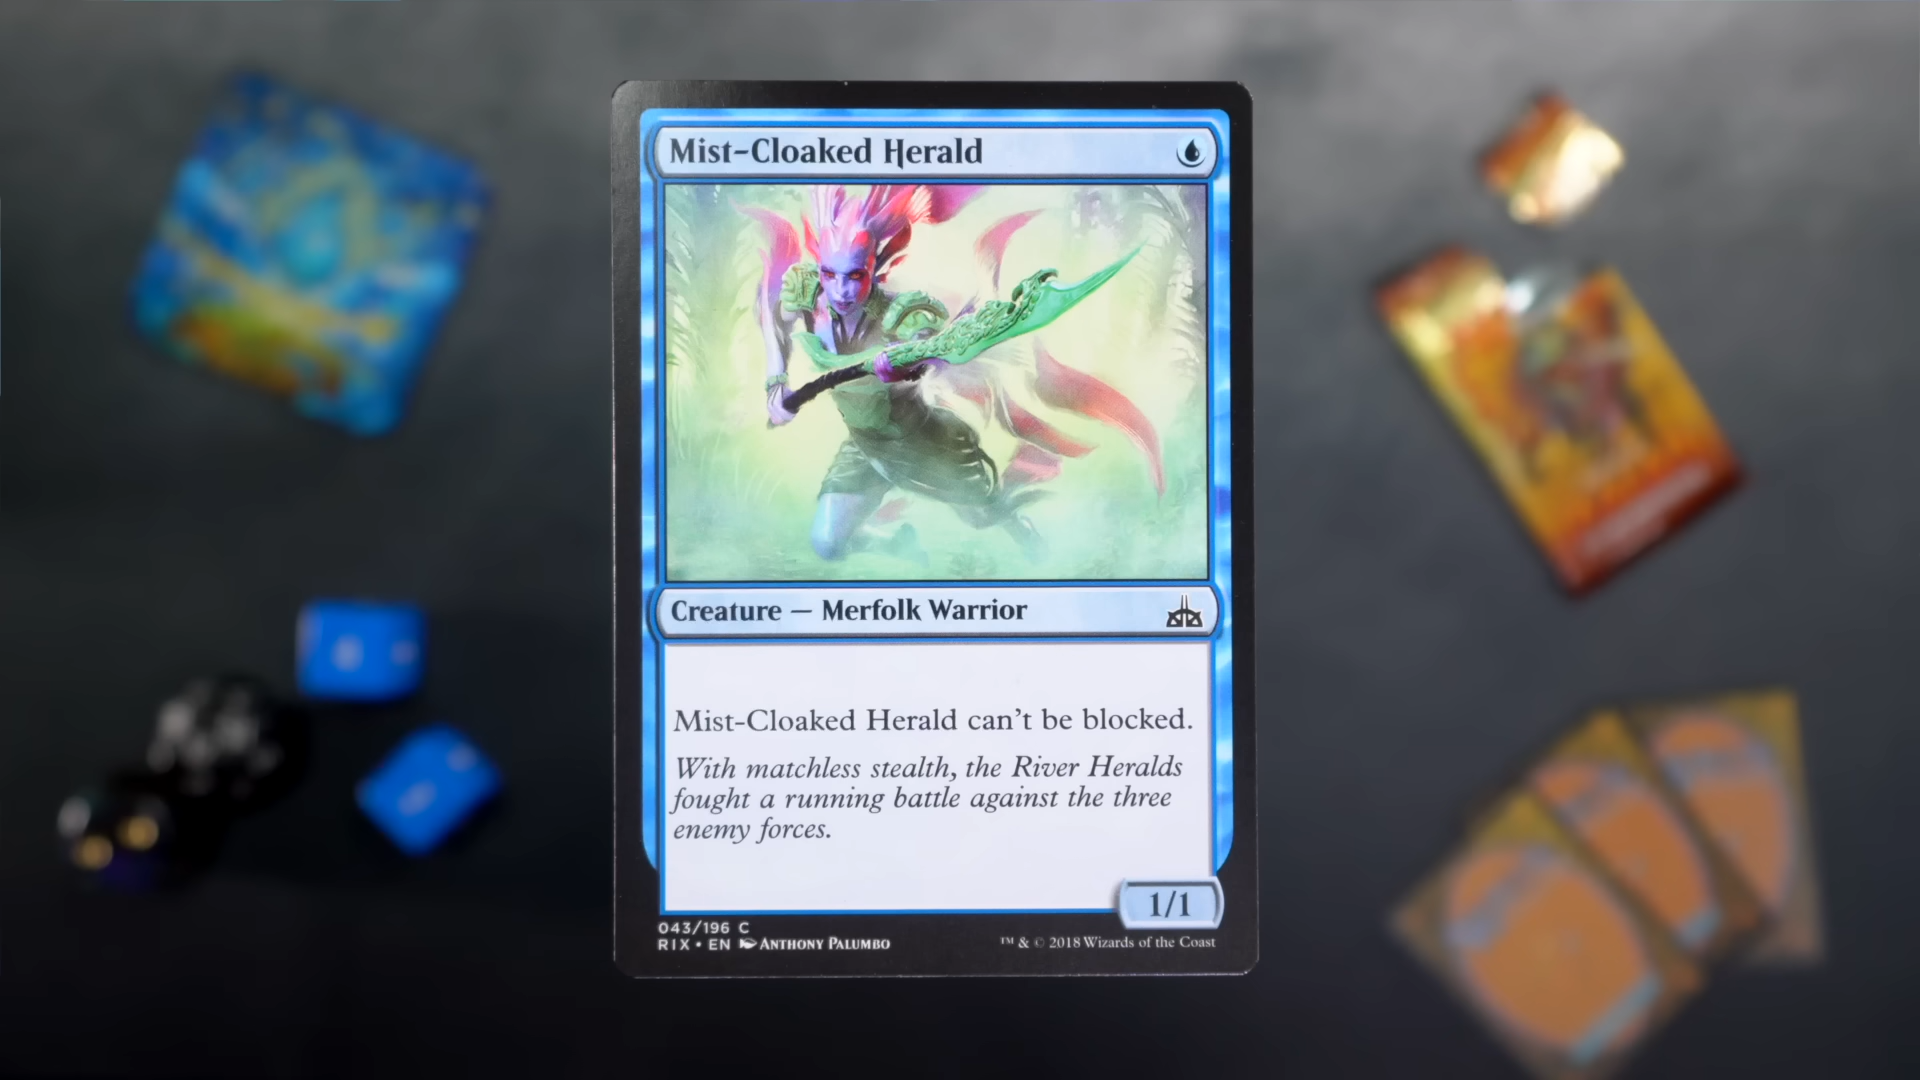 Mist-Cloaked Herald
Creature — Merfolk Warrior
Mist-Cloaked Herald can't be blocked.
With matchless stealth, the River Heralds
fought a running battle against the three
enemy forces.
1/1
043/196 C
RIX • EN Anthony Palumbo
™ & © 2018 Wizards of the Coast